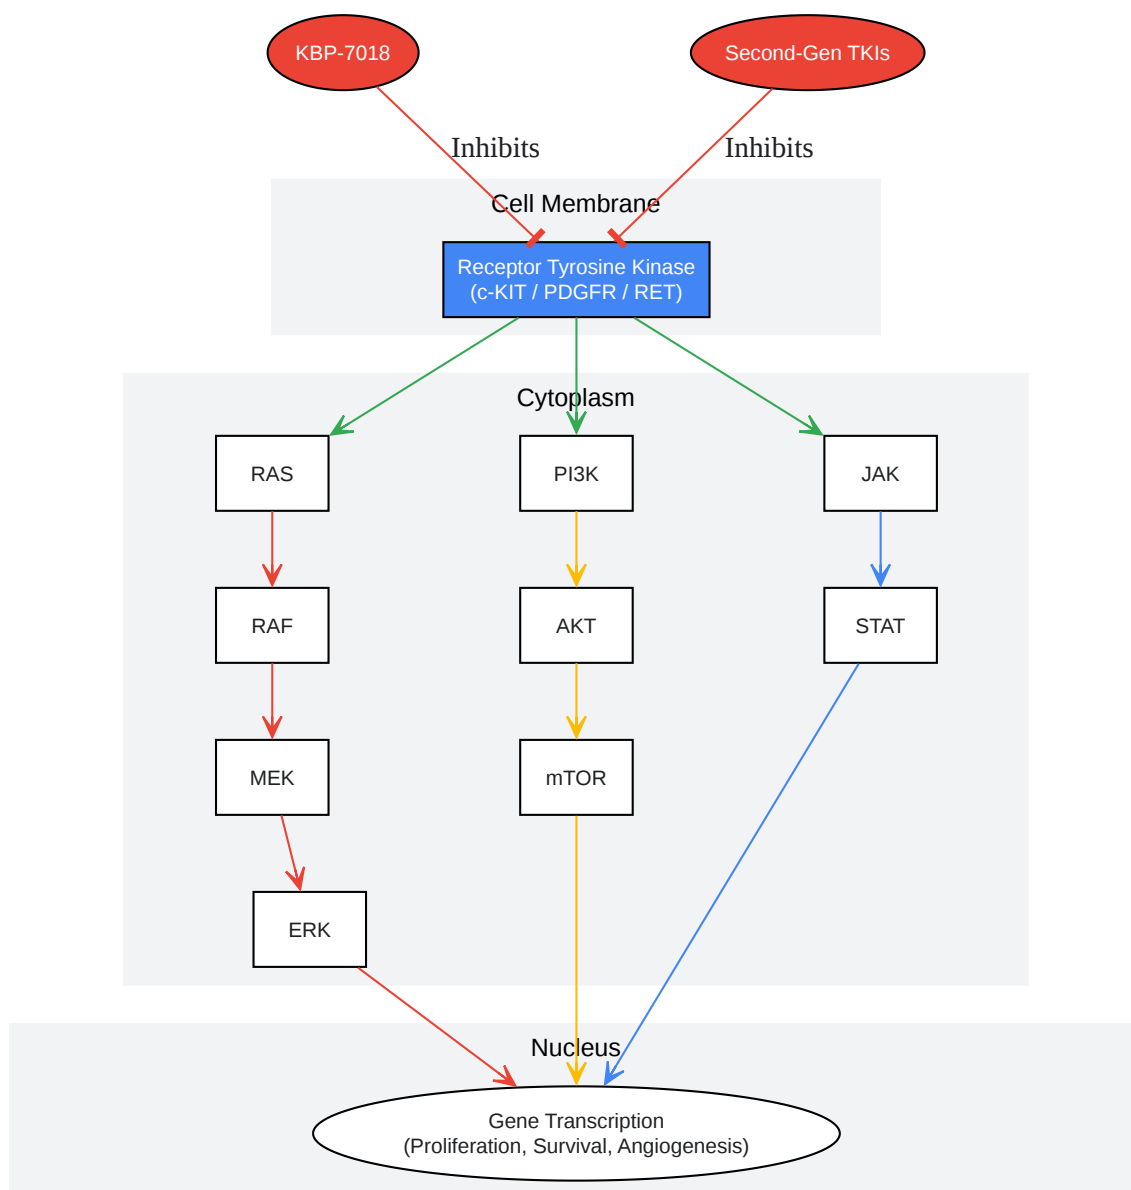 KBP-7018
Second-Gen TKIs
Inhibits
Inhibits
Cell Membrane
Receptor Tyrosine Kinase
(c-KIT / PDGFR / RET)
Cytoplasm
RAS
PI3K
JAK
RAF
AKT
STAT
MEK
mTOR
ERK
Nucleus
Gene Transcription
(Proliferation, Survival, Angiogenesis)